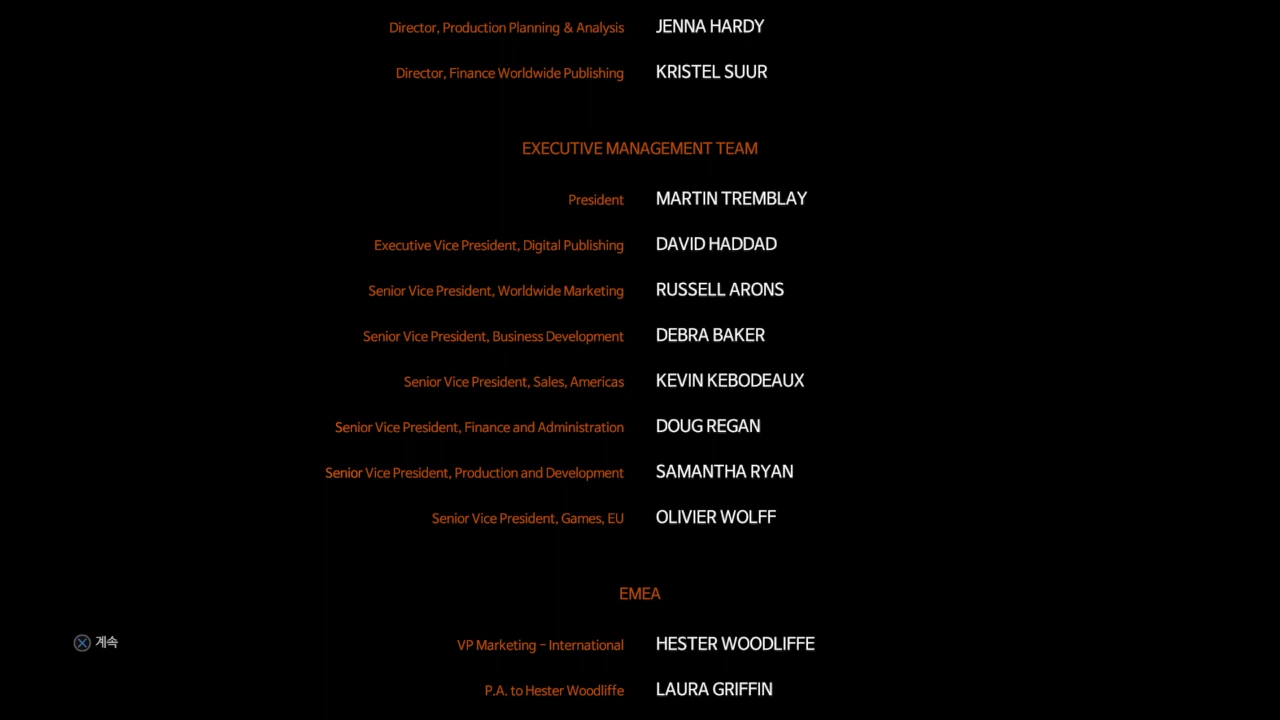 Director, Production Planning & Analysis JENNA HARDY
Director, Finance Worldwide Publishing KRISTEL SUUR
EXECUTIVE MANAGEMENT TEAM
President MARTIN TREMBLAY
Executive Vice President, Digital Publishing DAVID HADDAD
Senior Vice President, Worldwide Marketing RUSSELL ARONS
Senior Vice President, Business Development DEBRA BAKER
Senior Vice President, Sales, Americas KEVIN KEBODEAUX
Senior Vice President, Finance and Administration DOUG REGAN
Senior Vice President, Production and Development SAMANTHA RYAN
Senior Vice President, Games, EU OLIVIER WOLFF
EMEA
계속
VP Marketing – International HESTER WOODLIFFE
P.A. to Hester Woodliffe LAURA GRIFFIN